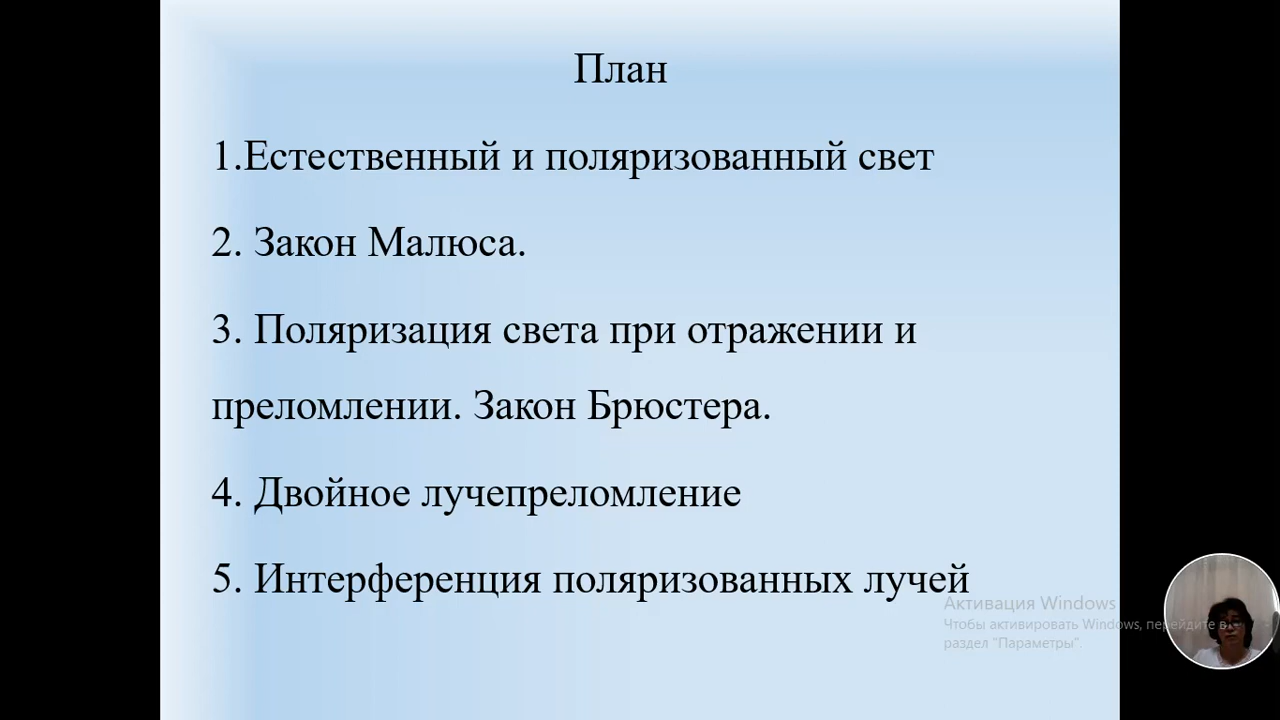 План
1.Естественный и поляризованный свет
2. Закон Малюса.
3. Поляризация света при отражении и
преломлении. Закон Брюстера.
4. Двойное лучепреломление
5. Интерференция поляризованных лучей
Активация Windows
Чтобы активировать Windows, перейдите в
раздел "Параметры".